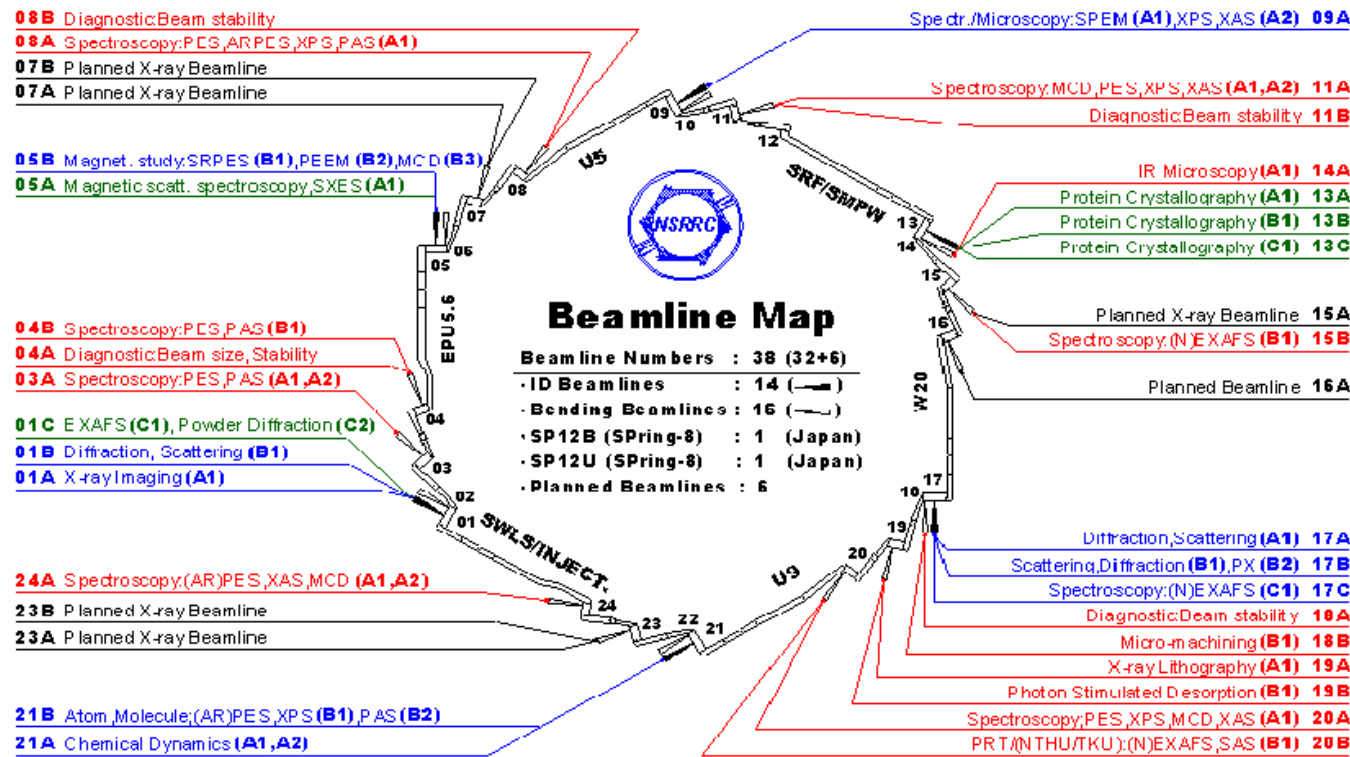 08B Diagnostic:Beam stability
08A Spectroscopy:PES,ARPES,XPS,PAS(A1)
07B Planned X-ray Beamline
07A Planned X-ray Beamline
05B Magnet. study:SRPES (B1),PEEM (B2),MCD (B3)
05A Magnetic scatt. spectroscopy,SXES (A1)
04B Spectroscopy:PES,PAS(B1)
04A Diagnostic:Beam size, Stability
03A Spectroscopy:PES,PAS (A1,A2)
01C EXAFS(C1), Powder Diffraction (C2)
01B Diffraction, Scattering (B1)
01A X-ray Imaging (A1)
24A Spectroscopy:(AR)PES,XAS,MCD (A1,A2)
23B Planned X-ray Beamline
23A Planned X-ray Beamline
21B Atom,Molecule;(AR)PES,XPS(B1),PAS(B2)
21A Chemical Dynamics (A1,A2)
09
10
11
12
U5
SRF/SMPW
08
07
06
05
13
14
15
16
NSRRC
EPU5.6
W20
Beamline Map
Beamline Numbers : 38 (32+6)
·ID Beamlines : 14 ( )
·Bending Beamlines : 16 ( )
·SP12B (SPring-8) : 1 (Japan)
·SP12U (SPring-8) : 1 (Japan)
·Planned Beamlines : 6
04
03
02
01
SWLS/INJECT.
17
19
20
U9
24
23
22
21
Spectr./Microscopy:SPEM (A1),XPS,XAS (A2) 09A
Spectroscopy:MCD,PES,XPS,XAS(A1,A2) 11A
Diagnostic:Beam stability 11B
IR Microscopy(A1) 14A
Protein Crystallography (A1) 13A
Protein Crystallography (B1) 13B
Protein Crystallography (C1) 13C
Planned X-ray Beamline 15A
Spectroscopy:(N)EXAFS (B1) 15B
Planned Beamline 16A
Diffraction,Scattering (A1) 17A
Scattering,Diffraction (B1),PX (B2) 17B
Spectroscopy:(N)EXAFS (C1) 17C
Diagnostic:Beam stability 18A
Micro-machining (B1) 18B
X-ray Lithography (A1) 19A
Photon Stimulated Desorption (B1) 19B
Spectroscopy;PES,XPS,MCD,XAS (A1) 20A
PRT/(NTHU/TKU):(N)EXAFS,SAS (B1) 20B